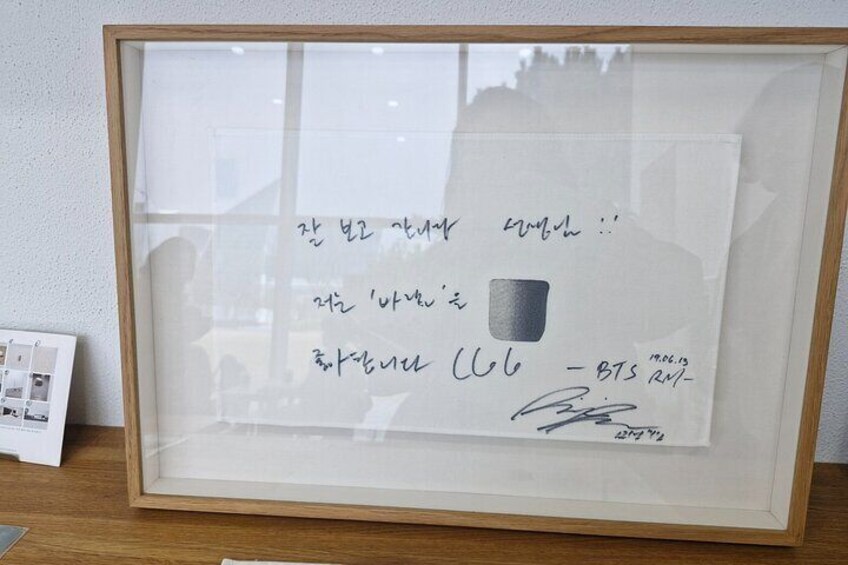 잘 보고 갑니다 선생님 !!
저는 '바람'을
좋아합니다
19.06.13
- BTS RM -